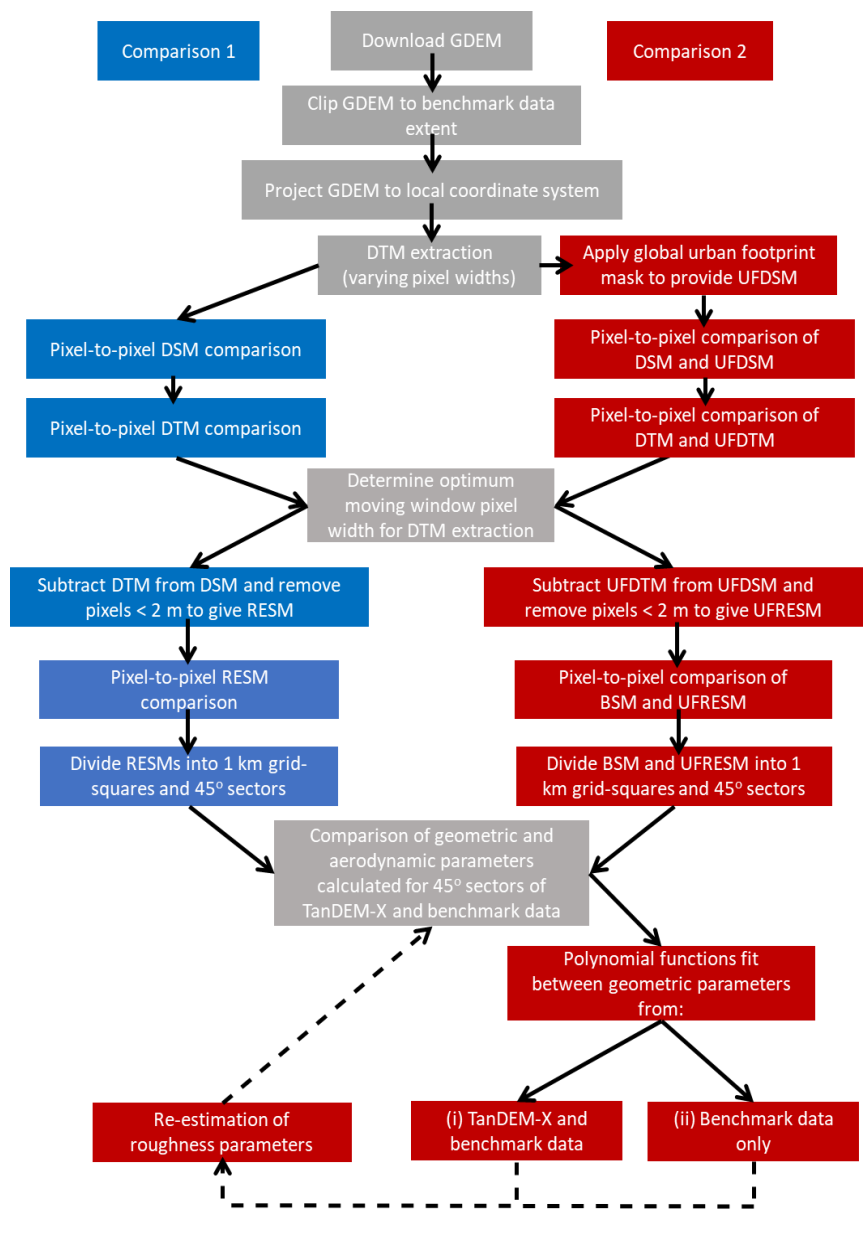 Comparison 1
Download GDEM
Comparison 2
Clip GDEM to benchmark data
extent
Project GDEM to local coordinate system
DTM extraction
(varying pixel widths)
Apply global urban footprint
mask to provide UFDSM
Pixel-to-pixel DSM comparison
Pixel-to-pixel comparison of
DSM and UFDSM
Pixel-to-pixel DTM comparison
Pixel-to-pixel comparison of
DTM and UFDTM
Determine optimum
moving window pixel
width for DTM extraction
Subtract DTM from DSM and remove
pixels < 2 m to give RESM
Subtract UFDTM from UFDSM and
remove pixels < 2 m to give UFRESM
Pixel-to-pixel RESM
comparison
Pixel-to-pixel comparison of
BSM and UFRESM
Divide RESMs into 1 km grid-
squares and 45° sectors
Divide BSM and UFRESM into 1
km grid-squares and 45° sectors
Comparison of geometric and
aerodynamic parameters
calculated for 45° sectors of
TanDEM-X and benchmark data
Polynomial functions fit
between geometric parameters
from:
Re-estimation of
roughness parameters
(i) TanDEM-X and
benchmark data
(ii) Benchmark data
only